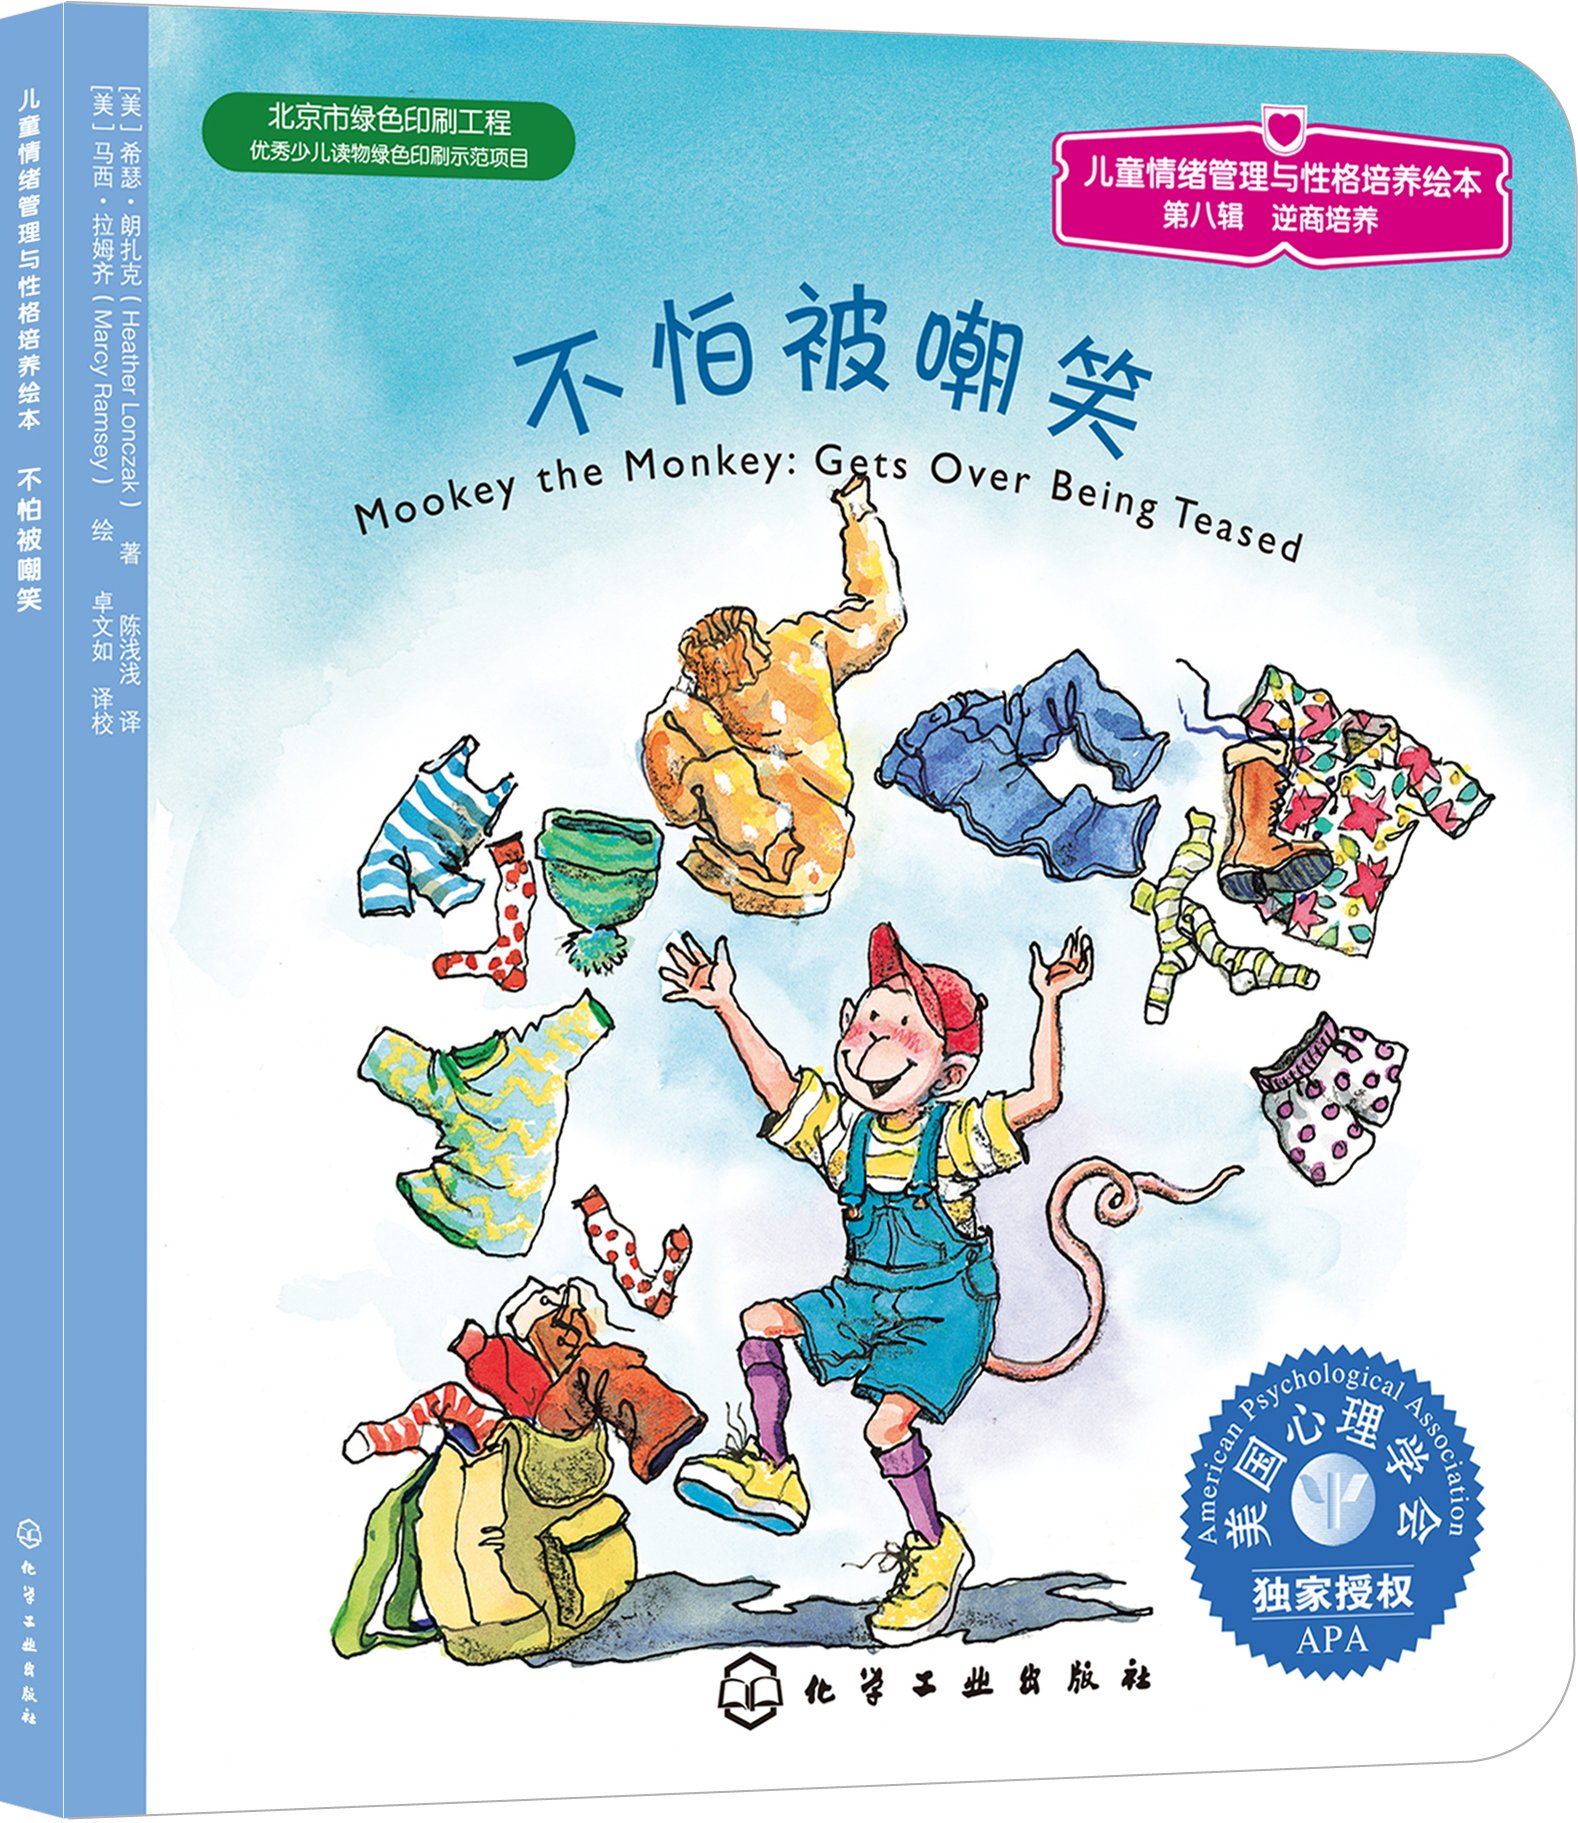 儿童情绪管理与性格培养绘本 不怕被嘲笑
化学工业出版社
[美]希瑟·朗扎克(Heather Lonczak) 著 陈浅浅 译
[美]马西·拉姆齐(Marcy Ramsey) 绘 卓文如 译校
北京市绿色印刷工程
优秀少儿读物绿色印刷示范项目
儿童情绪管理与性格培养绘本
第八辑 逆商培养
不怕被嘲笑
Mookey the Monkey: Gets Over Being Teased
American Psychological Association
美国心理学会
独家授权
APA
化学工业出版社